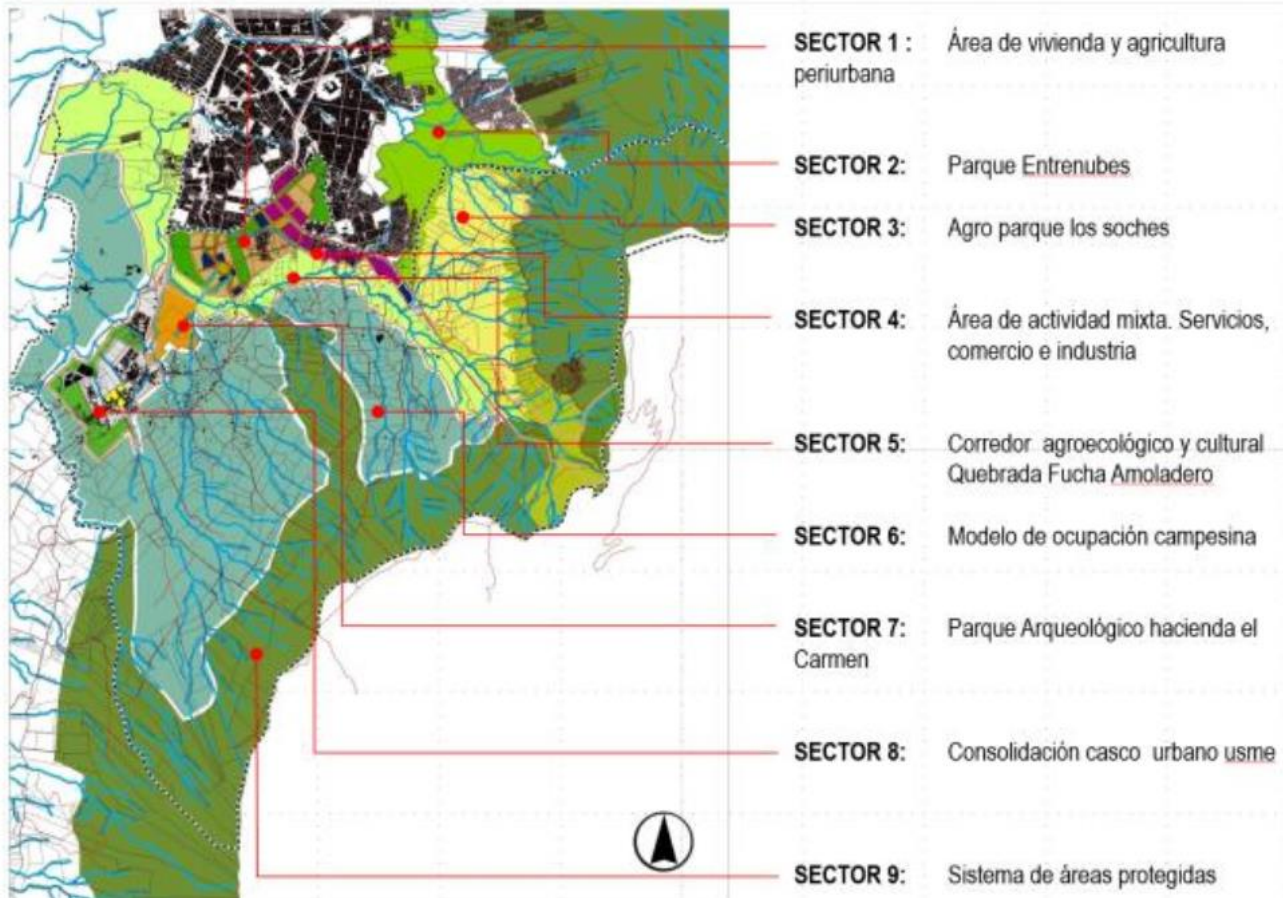 SECTOR 1 : Área de vivienda y agricultura
periurbana
SECTOR 2: Parque Entrenubes
SECTOR 3: Agro parque los soches
SECTOR 4: Área de actividad mixta. Servicios,
comercio e industria
SECTOR 5: Corredor agroecológico y cultural
Quebrada Fucha Amoladero
SECTOR 6: Modelo de ocupación campesina
SECTOR 7: Parque Arqueológico hacienda el
Carmen
SECTOR 8: Consolidación casco urbano usme
SECTOR 9: Sistema de áreas protegidas